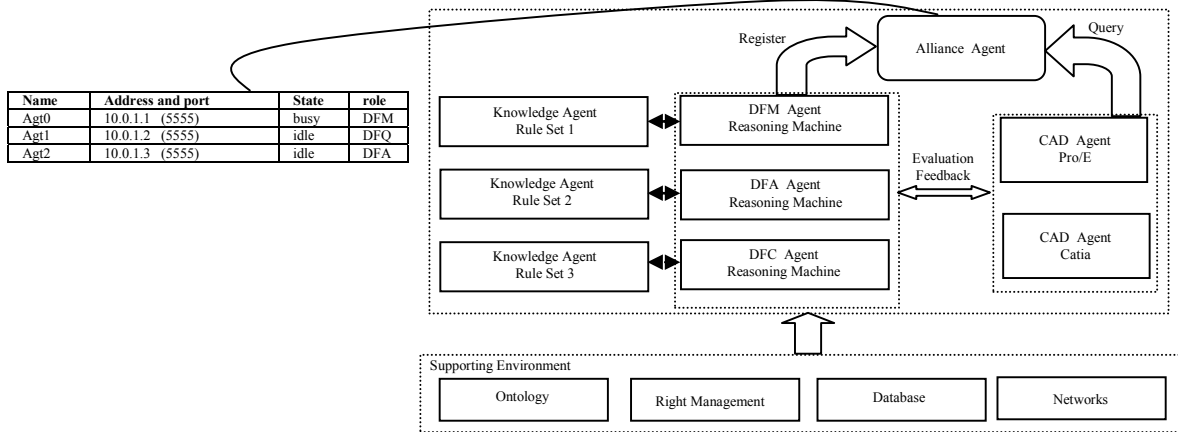 Register
Query
Alliance Agent
Name Address and port State role
Agt0 10.0.1.1 (5555) busy DFM
Agt1 10.0.1.2 (5555) idle DFQ
Agt2 10.0.1.3 (5555) idle DFA
Knowledge Agent
Rule Set 1
DFM Agent
Reasoning Machine
Knowledge Agent
Rule Set 2
DFA Agent
Reasoning Machine
Knowledge Agent
Rule Set 3
DFC Agent
Reasoning Machine
Evaluation
Feedback
CAD Agent
Pro/E
CAD Agent
Catia
Supporting Environment
Ontology
Right Management
Database
Networks